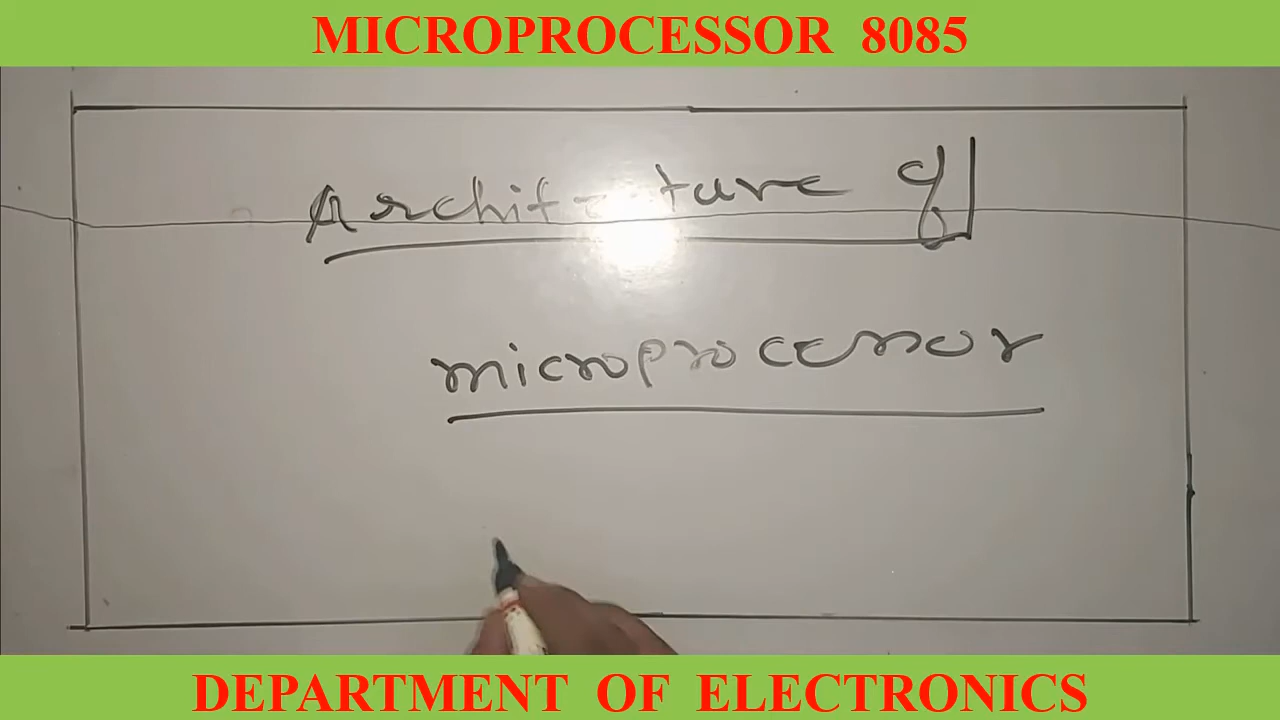 MICROPROCESSOR 8085
Architecture of
microprocessor
DEPARTMENT OF ELECTRONICS